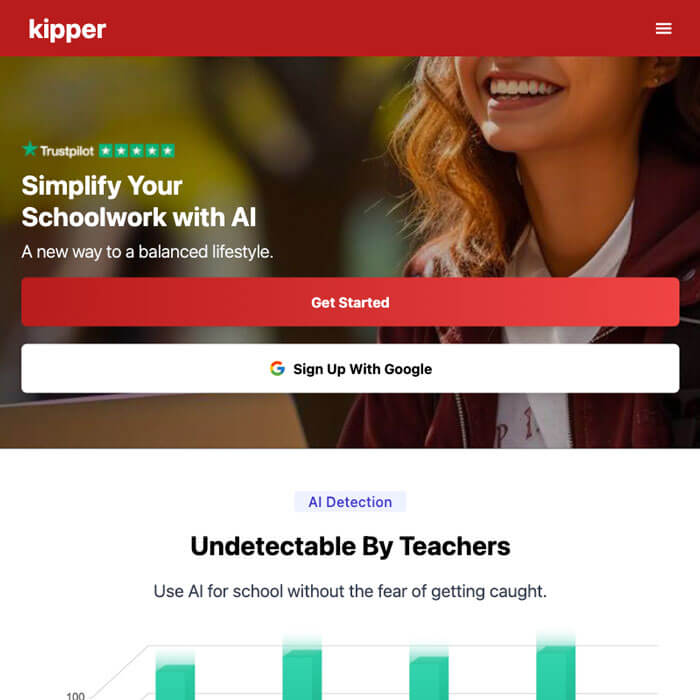 kipper
Trustpilot
Simplify Your
Schoolwork with AI
A new way to a balanced lifestyle.
Get Started
Sign Up With Google
AI Detection
Undetectable By Teachers
Use AI for school without the fear of getting caught.
100